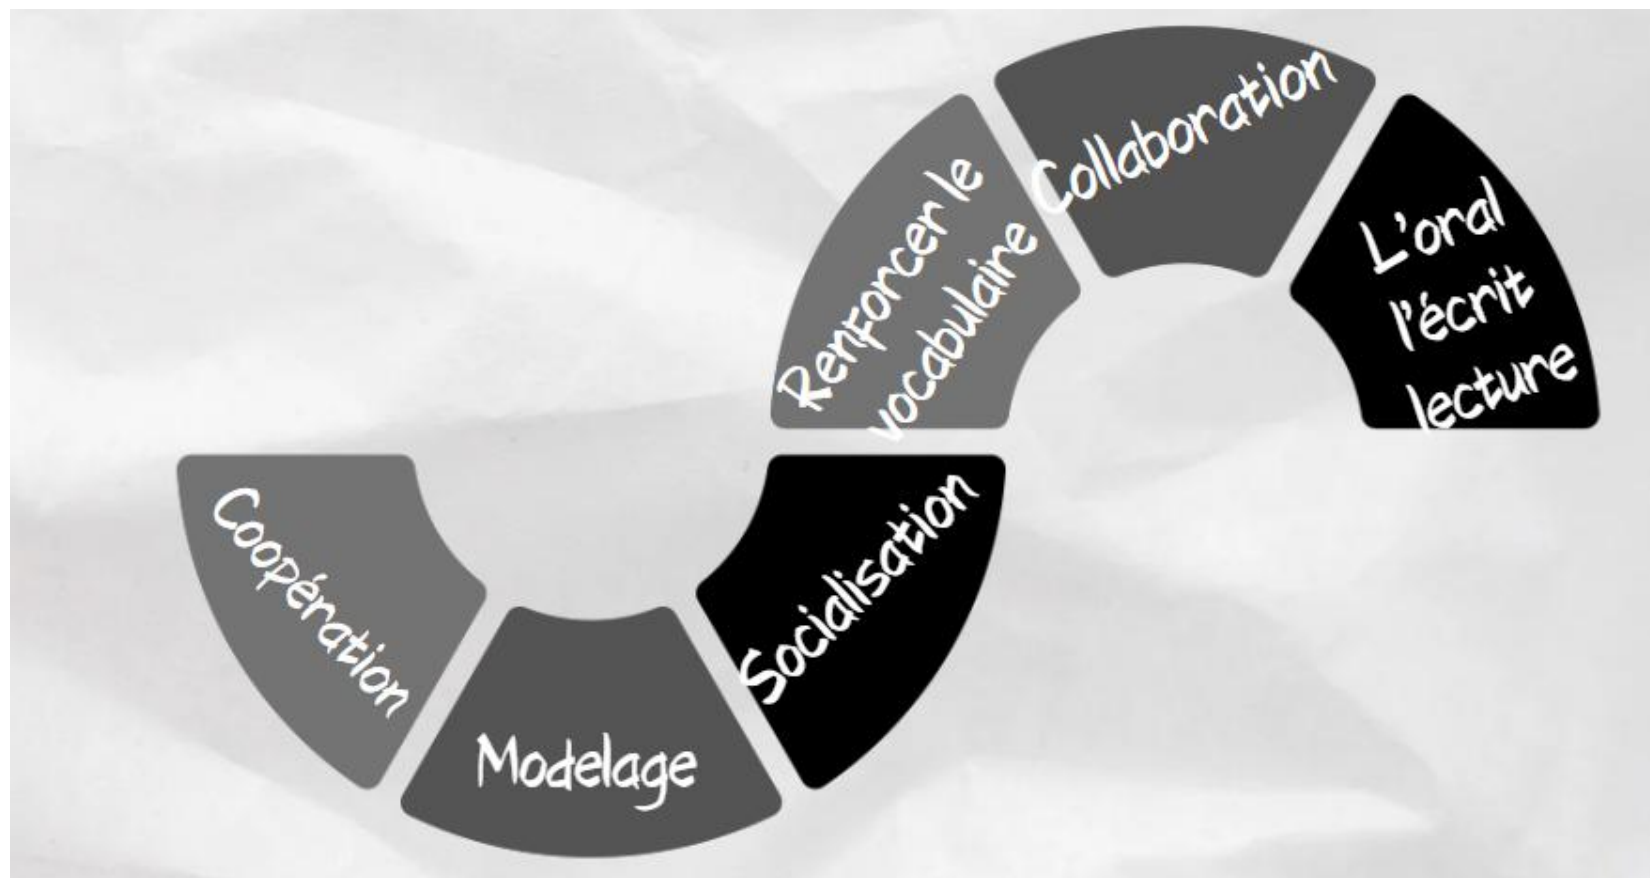 Coopération
Modelage
Socialisation
Renforcer le
vocabulaire
Collaboration
L'oral
l'écrit
lecture